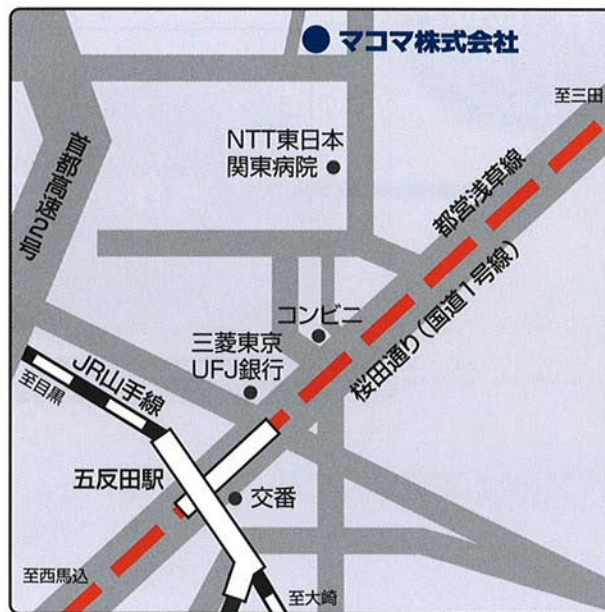 マコマ株式会社
至三田
NTT東日本
関東病院
首都高速2号
都営浅草線
桜田通り(国道1号線)
コンビニ
三菱東京
UFJ銀行
JR山手線
至目黒
五反田駅
交番
至西馬込
至大崎